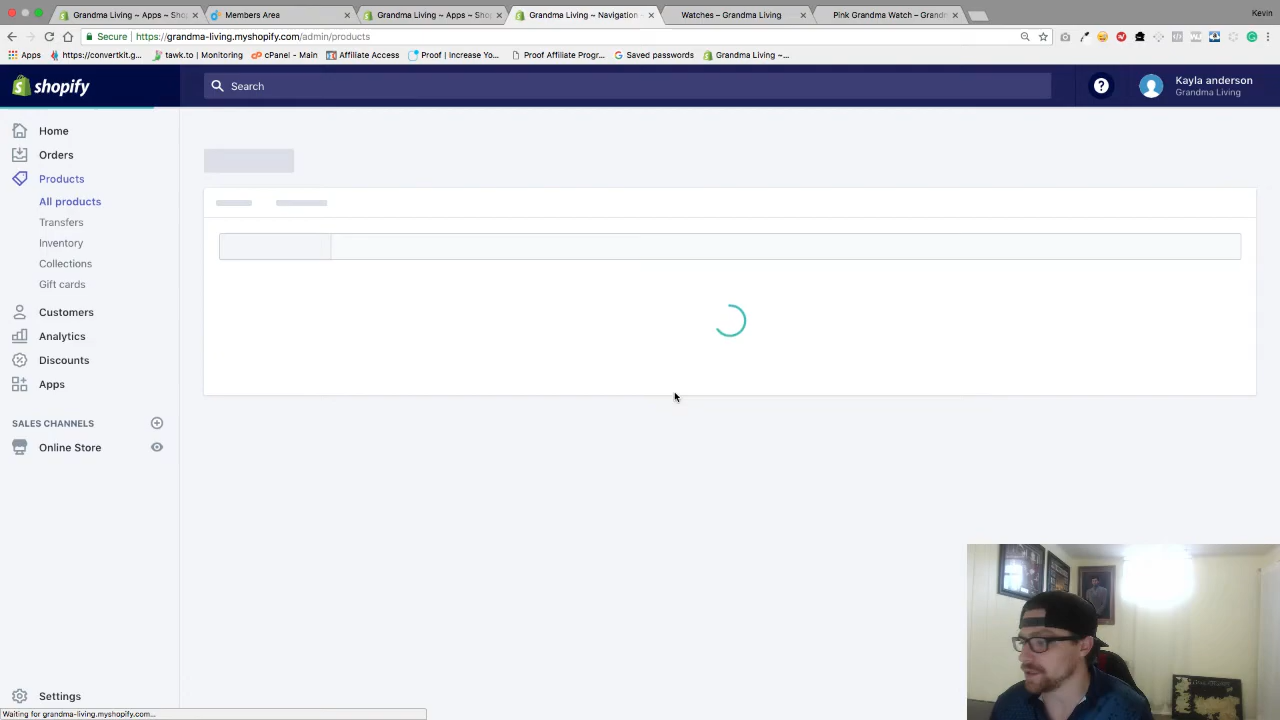 Grandma Living ~ Apps ~ Sho
Members Area
Grandma Living ~ Apps ~ Sho
Grandma Living ~ Navigation
Watches – Grandma Living
Pink Grandma Watch – Grand
Kevin
Secure
https://grandma-living.myshopify.com/admin/products
Apps
https://convertkit.g...
tawk.to | Monitoring
cPanel - Main
Affiliate Access
Proof | Increase Yo...
Proof Affiliate Progr...
Saved passwords
Grandma Living ~...
shopify
Search
Kayla anderson
Grandma Living
Home
Orders
Products
All products
Transfers
Inventory
Collections
Gift cards
Customers
Analytics
Discounts
Apps
SALES CHANNELS
Online Store
Settings
Waiting for grandma-living.myshopify.com...